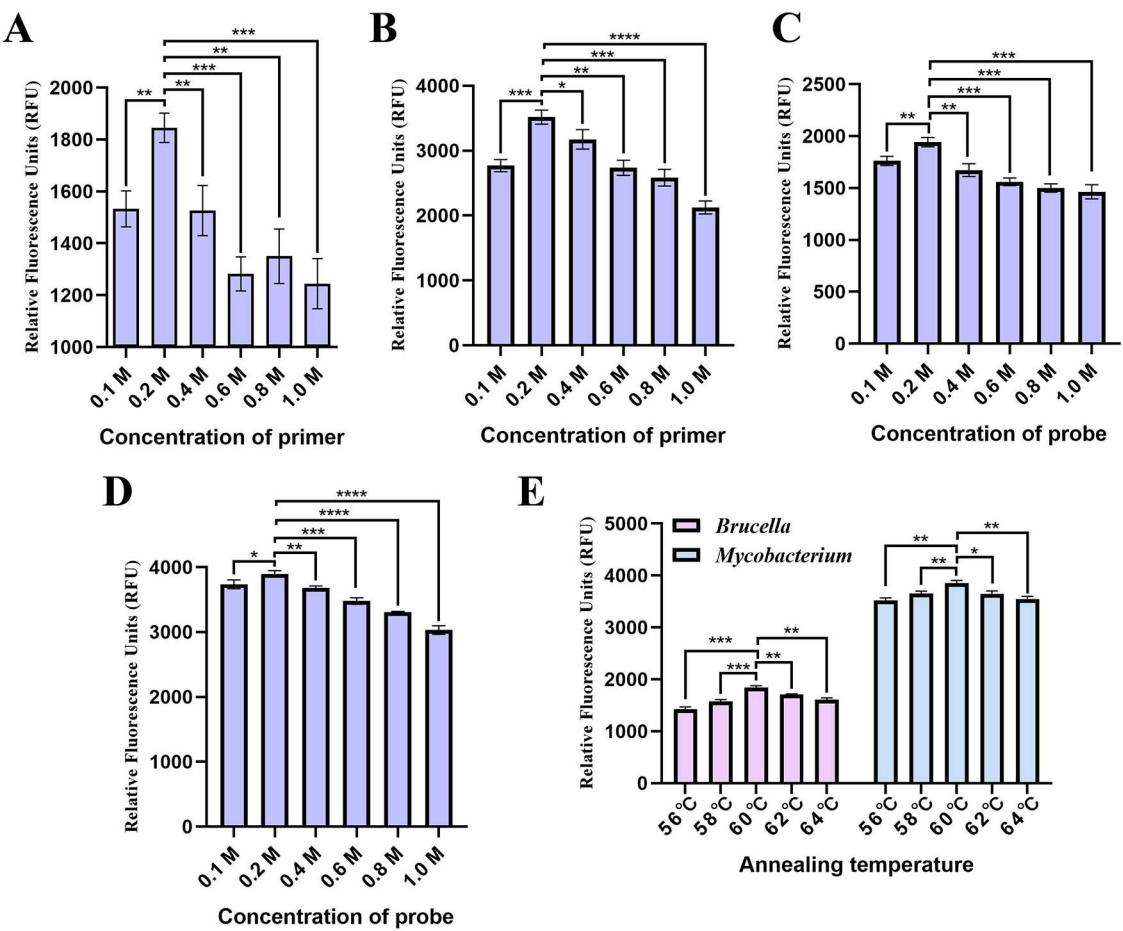 A
Relative Fluorescence Units (RFU)
2000
1800
1600
1400
1200
1000
***
**
***
** **
0.1 M 0.2 M 0.4 M 0.6 M 0.8 M 1.0 M
Concentration of primer
B
Relative Fluorescence Units (RFU)
4000
3000
2000
1000
0
****
***
**
*** *
0.1 M 0.2 M 0.4 M 0.6 M 0.8 M 1.0 M
Concentration of primer
C
Relative Fluorescence Units (RFU)
2500
2000
1500
1000
500
0
***
***
***
** **
0.1 M 0.2 M 0.4 M 0.6 M 0.8 M 1.0 M
Concentration of probe
D
Relative Fluorescence Units (RFU)
4000
3000
2000
1000
0
****
****
***
* **
0.1 M 0.2 M 0.4 M 0.6 M 0.8 M 1.0 M
Concentration of probe
E
Relative Fluorescence Units (RFU)
5000
4000
3000
2000
1000
0
Brucella
Mycobacterium
*** **
*** **
** **
** *
56°C 58°C 60°C 62°C 64°C 56°C 58°C 60°C 62°C 64°C
Annealing temperature